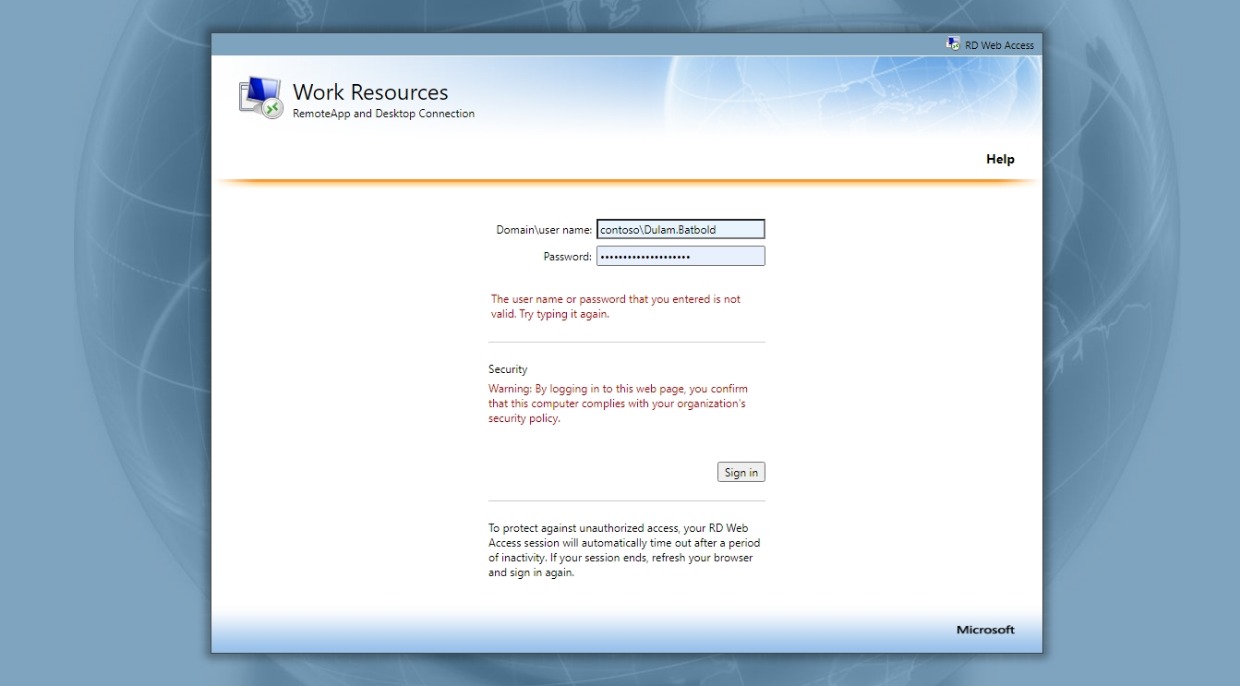 RD Web Access
Work Resources
RemoteApp and Desktop Connection
Help
Domain\user name: contoso\Dulam.Batbold
Password: ••••••••••••••••••••
The user name or password that you entered is not
valid. Try typing it again.
Security
Warning: By logging in to this web page, you confirm
that this computer complies with your organization's
security policy.
Sign in
To protect against unauthorized access, your RD Web
Access session will automatically time out after a period
of inactivity. If your session ends, refresh your browser
and sign in again.
Microsoft